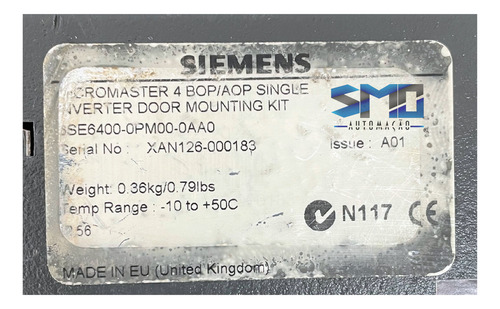 SIEMENS
CROMASTER 4 BOP/AOP SINGLE
NVERTER DOOR MOUNTING KIT
SE6400-0PM00-0AA0
SMO
AUTOMAÇÃO
Serial No : XAN126-000183
Issue : A01
Weight: 0.36kg/0.79lbs
Temp Range : -10 to +50C
N117 CE
56
MADE IN EU (United Kingdom)